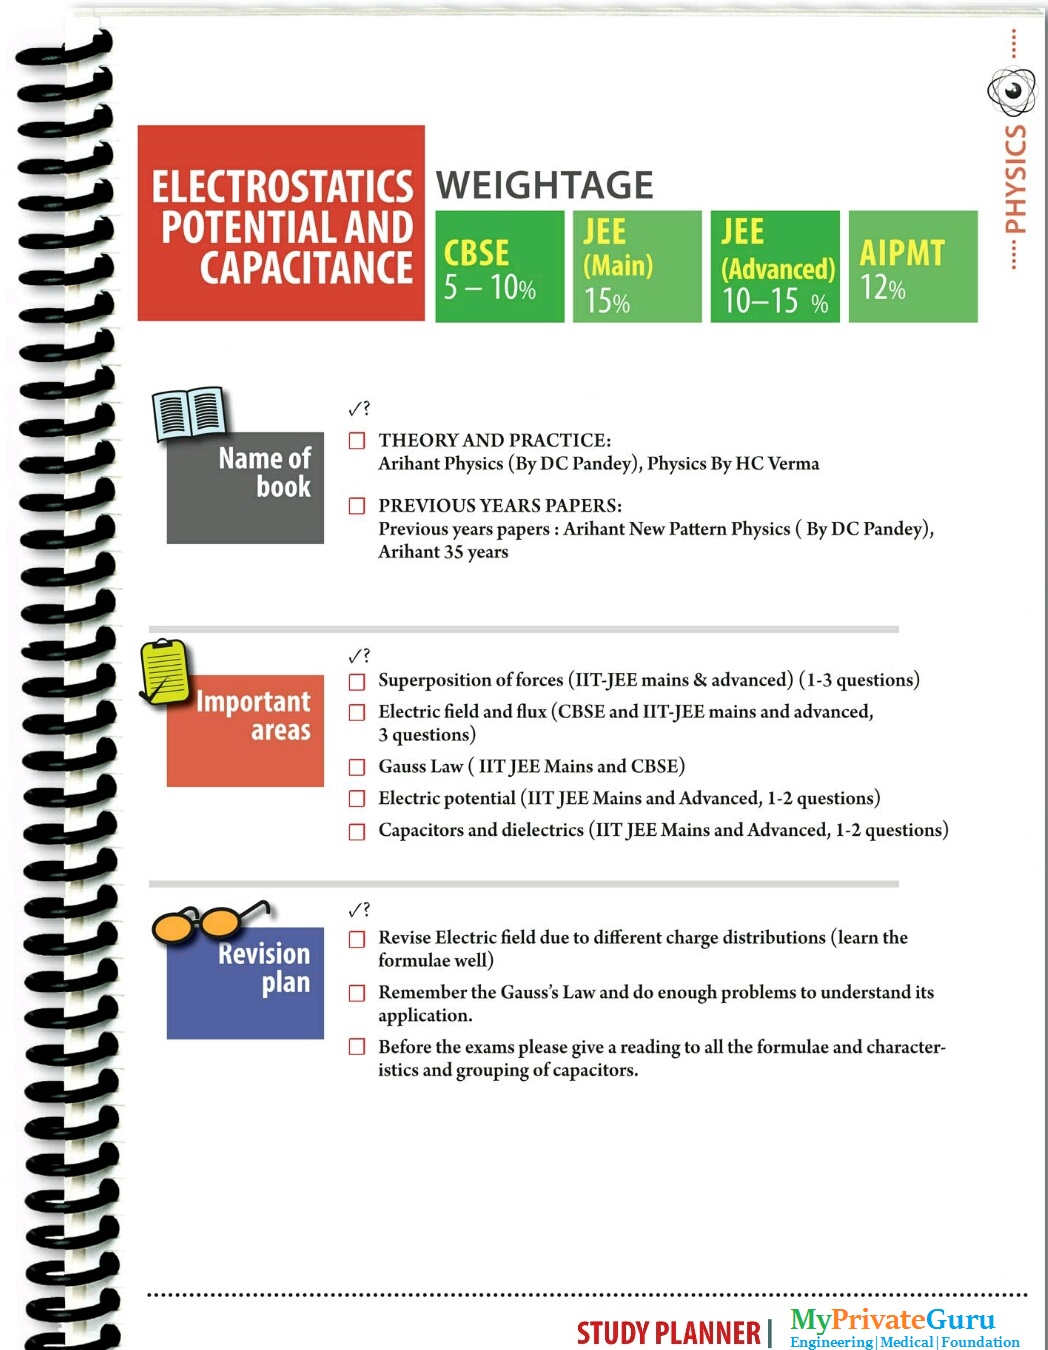 PHYSICS
ELECTROSTATICS
POTENTIAL AND
CAPACITANCE
WEIGHTAGE
CBSE
5 – 10%
JEE
(Main)
15%
JEE
(Advanced)
10–15 %
AIPMT
12%
Name of
book
✓?
THEORY AND PRACTICE:
Arihant Physics (By DC Pandey), Physics By HC Verma
PREVIOUS YEARS PAPERS:
Previous years papers : Arihant New Pattern Physics ( By DC Pandey),
Arihant 35 years
Important
areas
✓?
Superposition of forces (IIT-JEE mains & advanced) (1-3 questions)
Electric field and flux (CBSE and IIT-JEE mains and advanced,
3 questions)
Gauss Law ( IIT JEE Mains and CBSE)
Electric potential (IIT JEE Mains and Advanced, 1-2 questions)
Capacitors and dielectrics (IIT JEE Mains and Advanced, 1-2 questions)
Revision
plan
✓?
Revise Electric field due to different charge distributions (learn the
formulae well)
Remember the Gauss’s Law and do enough problems to understand its
application.
Before the exams please give a reading to all the formulae and character-
istics and grouping of capacitors.
STUDY PLANNER |
MyPrivateGuru
Engineering|Medical|Foundation